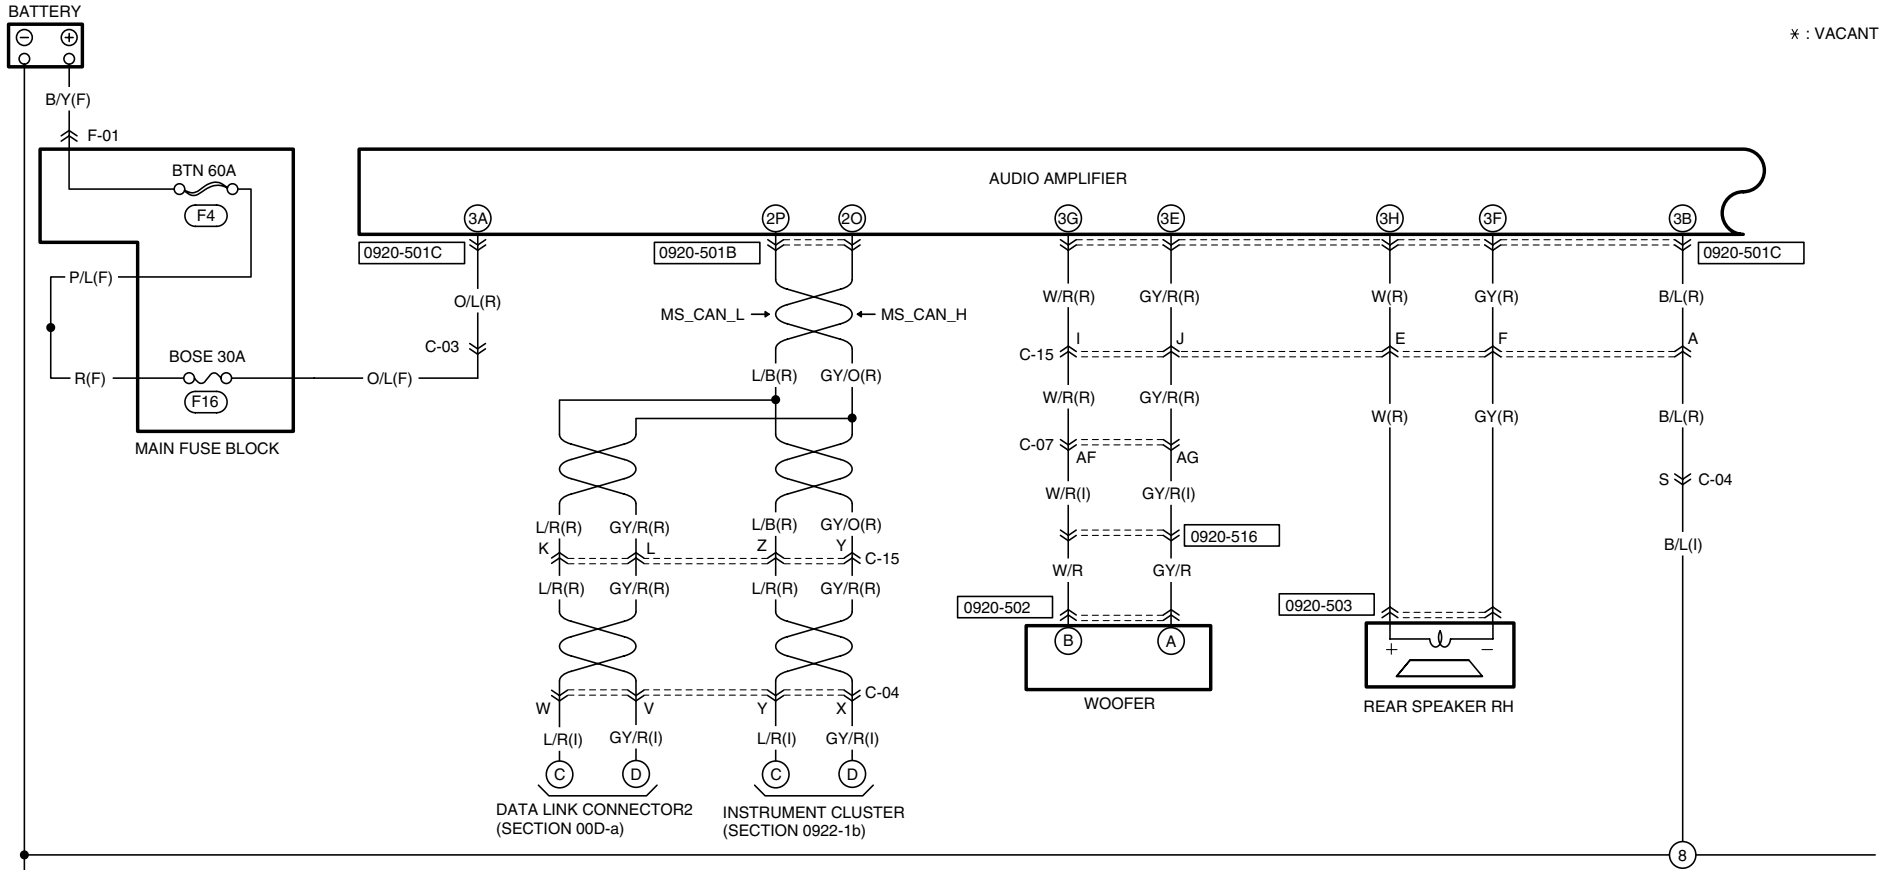 BATTERY
* : VACANT
B/Y(F)
F-01
BTN 60A
F4
P/L(F)
BOSE 30A
R(F)
F16
O/L(F)
MAIN FUSE BLOCK
AUDIO AMPLIFIER
3A 2P 2O 3G 3E 3H 3F 3B
0920-501C 0920-501B 0920-501C
O/L(R) W/R(R) GY/R(R) W(R) GY(R) B/L(R)
MS_CAN_L MS_CAN_H
C-03 C-15 I J E F A
L/B(R) GY/O(R)
W/R(R) GY/R(R) W(R) GY(R) B/L(R)
C-07 AF AG
S C-04
W/R(I) GY/R(I)
L/R(R) GY/R(R) L/B(R) GY/O(R)
0920-516
K L Z Y C-15
B/L(I)
W/R GY/R
L/R(R) GY/R(R) L/R(R) GY/R(R)
0920-502 0920-503
B A
+ −
C-04
W V Y X
WOOFER
REAR SPEAKER RH
L/R(I) GY/R(I) L/R(I) GY/R(I)
C D C D
DATA LINK CONNECTOR2
(SECTION 00D-a)
INSTRUMENT CLUSTER
(SECTION 0922-1b)
8